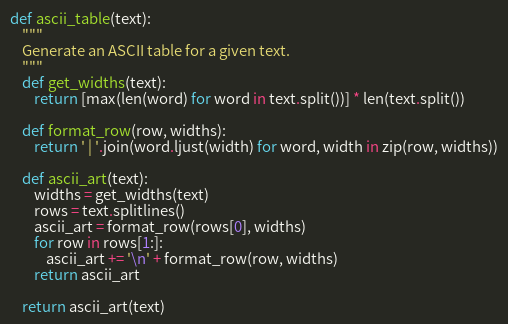 def ascii_table(text):
    """
    Generate an ASCII table for a given text.
    """
    def get_widths(text):
        return [max(len(word) for word in text.split())] * len(text.split())

    def format_row(row, widths):
        return ' | '.join(word.ljust(width) for word, width in zip(row, widths))

    def ascii_art(text):
        widths = get_widths(text)
        rows = text.splitlines()
        ascii_art = format_row(rows[0], widths)
        for row in rows[1:]:
            ascii_art += '\n' + format_row(row, widths)
        return ascii_art

    return ascii_art(text)